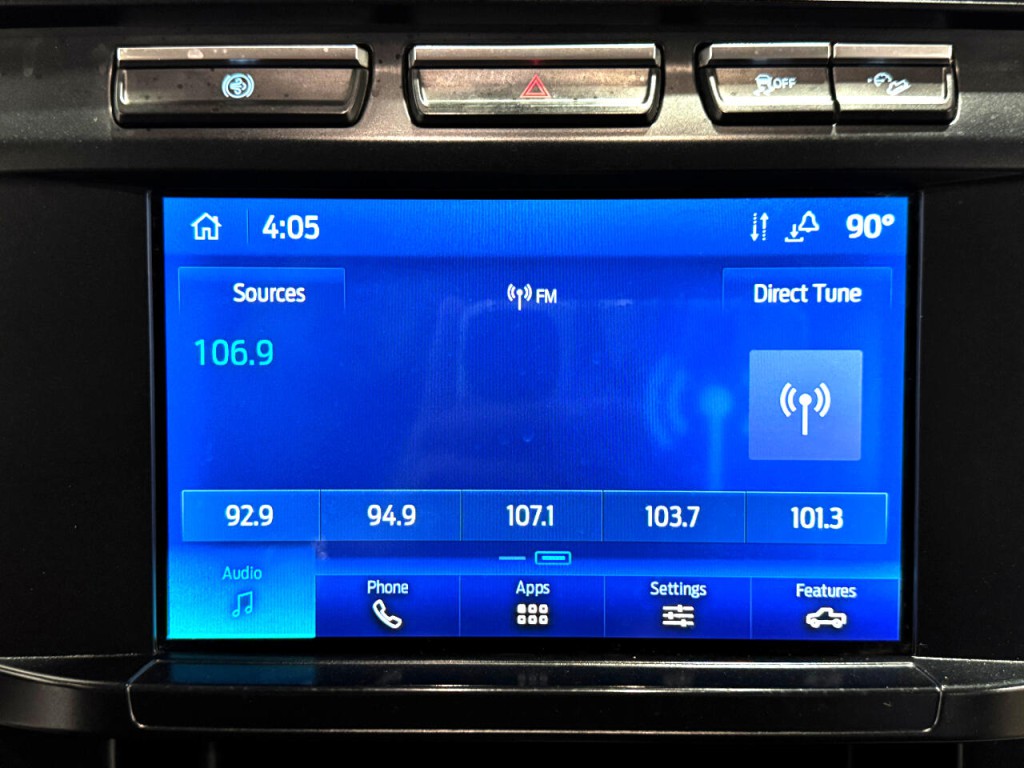 OFF
4:05 90°
Sources FM Direct Tune
106.9
92.9 94.9 107.1 103.7 101.3
Audio Phone Apps Settings Features